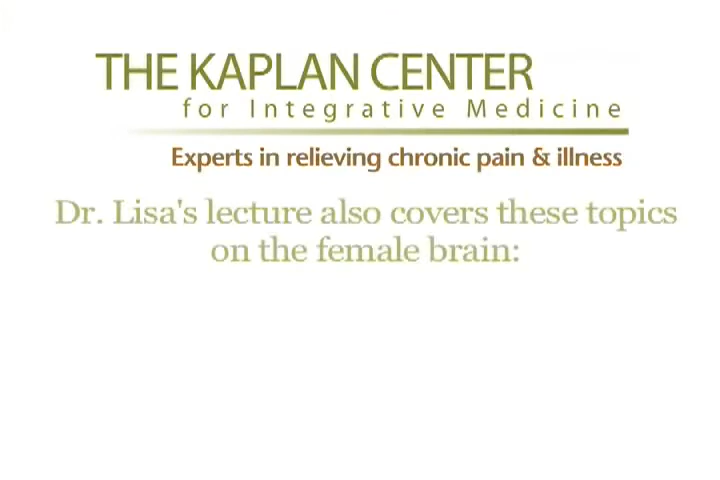 THE KAPLAN CENTER
for Integrative Medicine
Experts in relieving chronic pain & illness
Dr. Lisa's lecture also covers these topics
on the female brain: